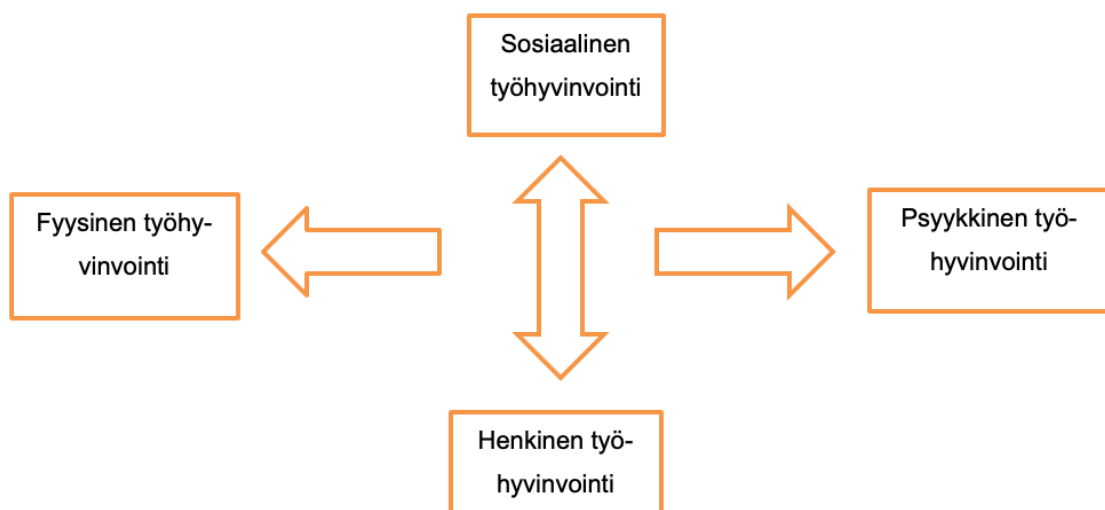 Sosiaalinen
työhyvinvointi
Fyysinen työhy-
vinvointi
Psyykkinen työ-
hyvinvointi
Henkinen työ-
hyvinvointi